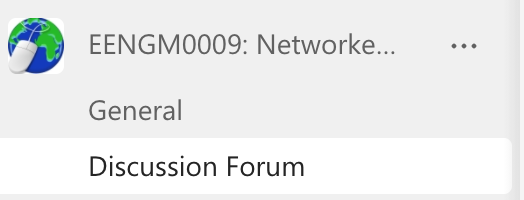 EENGM0009: Networke...
General
Discussion Forum